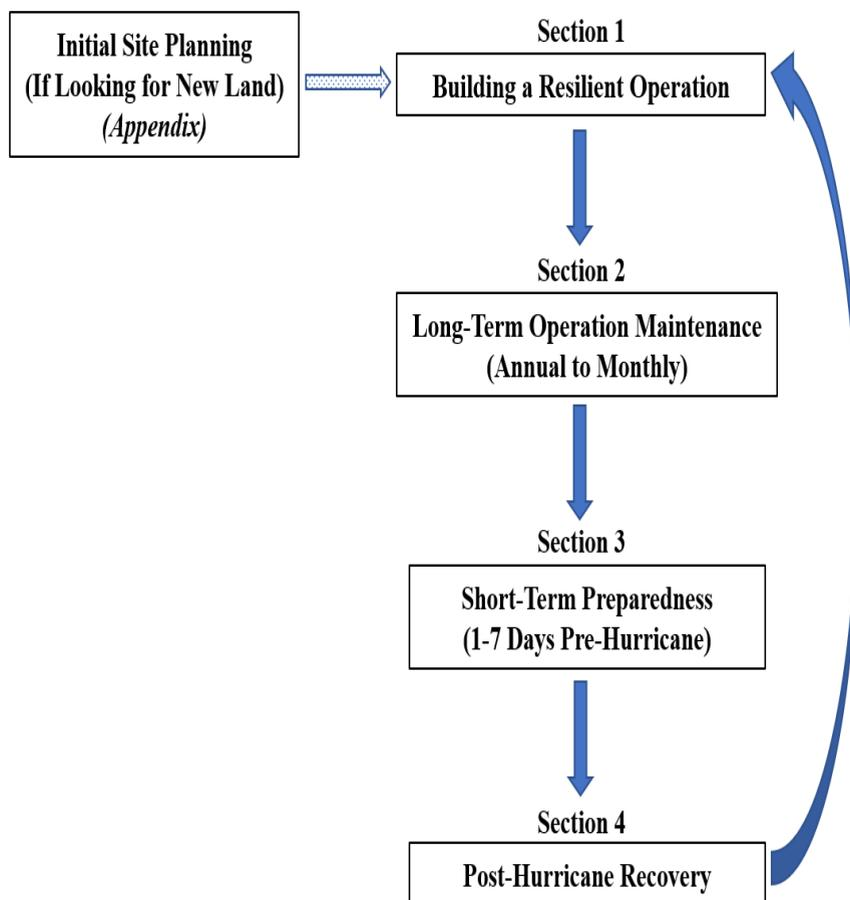 Initial Site Planning
(If Looking for New Land)
(Appendix)
Section 1
Building a Resilient Operation
Section 2
Long-Term Operation Maintenance
(Annual to Monthly)
Section 3
Short-Term Preparedness
(1-7 Days Pre-Hurricane)
Section 4
Post-Hurricane Recovery